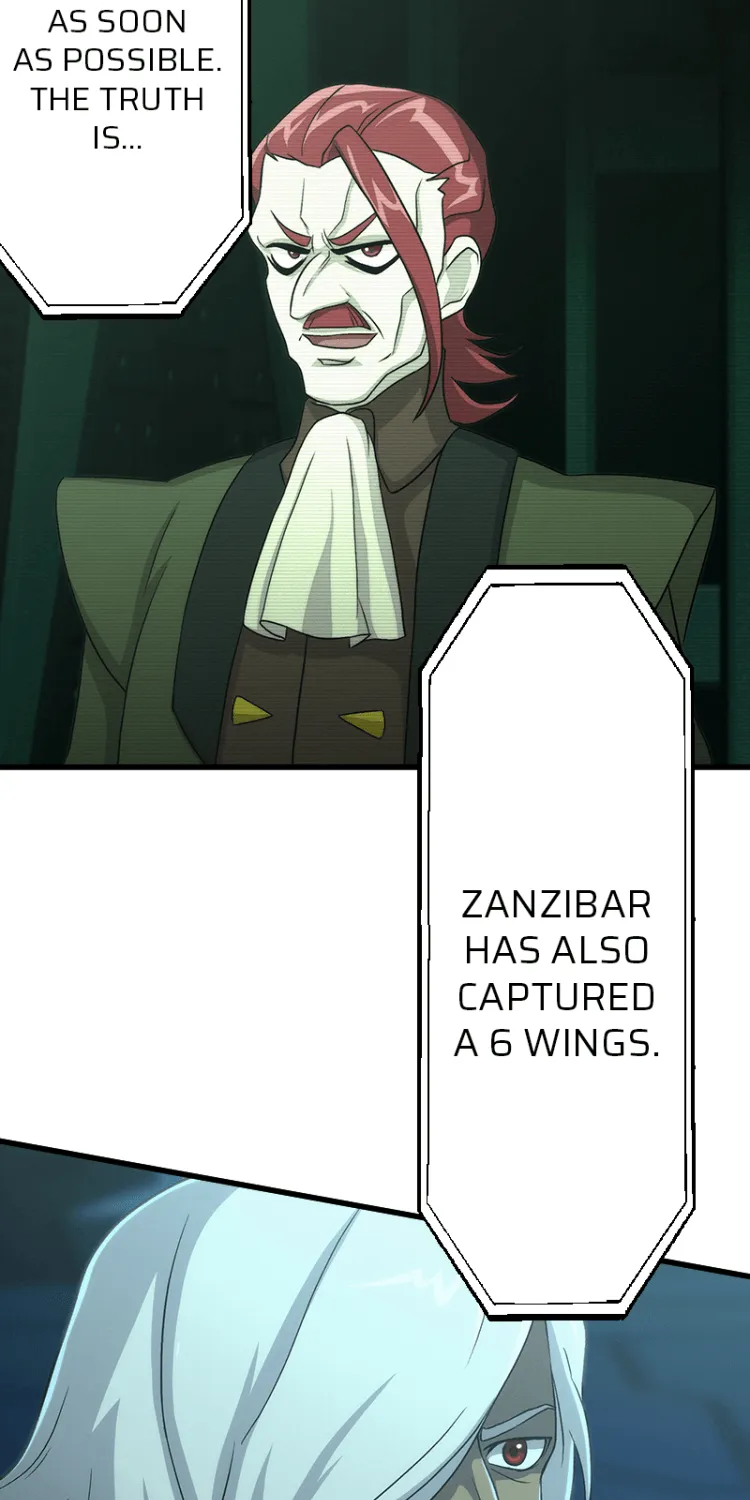 AS SOON
AS POSSIBLE.
THE TRUTH
IS...
ZANZIBAR
HAS ALSO
CAPTURED
A 6 WINGS.